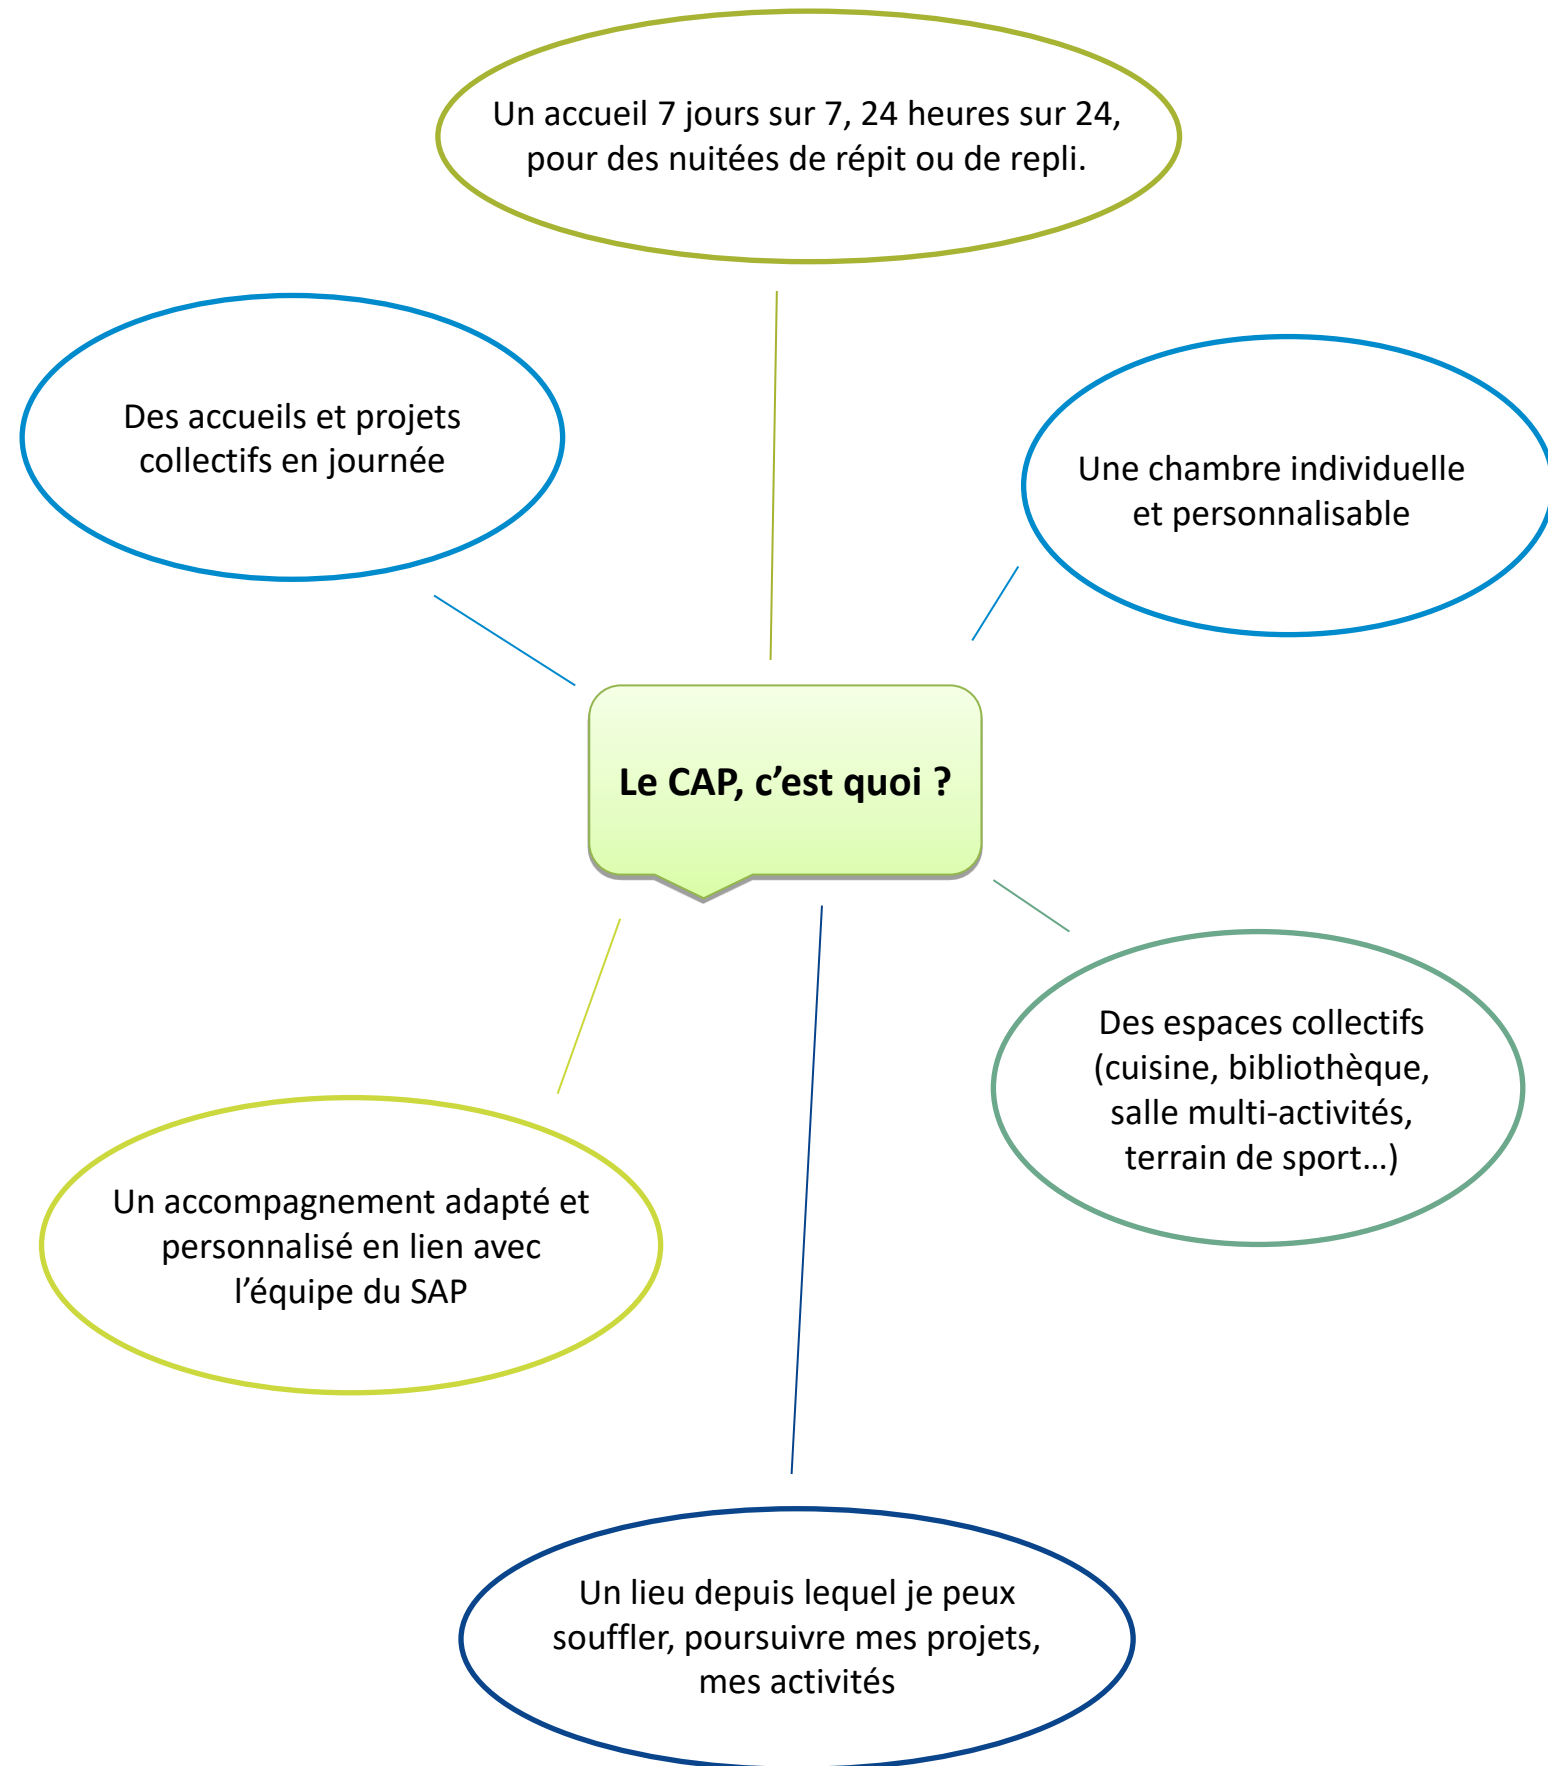 Un accueil 7 jours sur 7, 24 heures sur 24,
pour des nuitées de répit ou de repli.
Des accueils et projets
collectifs en journée
Une chambre individuelle
et personnalisable
Le CAP, c’est quoi ?
Des espaces collectifs
(cuisine, bibliothèque,
salle multi-activités,
terrain de sport…)
Un accompagnement adapté et
personnalisé en lien avec
l’équipe du SAP
Un lieu depuis lequel je peux
souffler, poursuivre mes projets,
mes activités